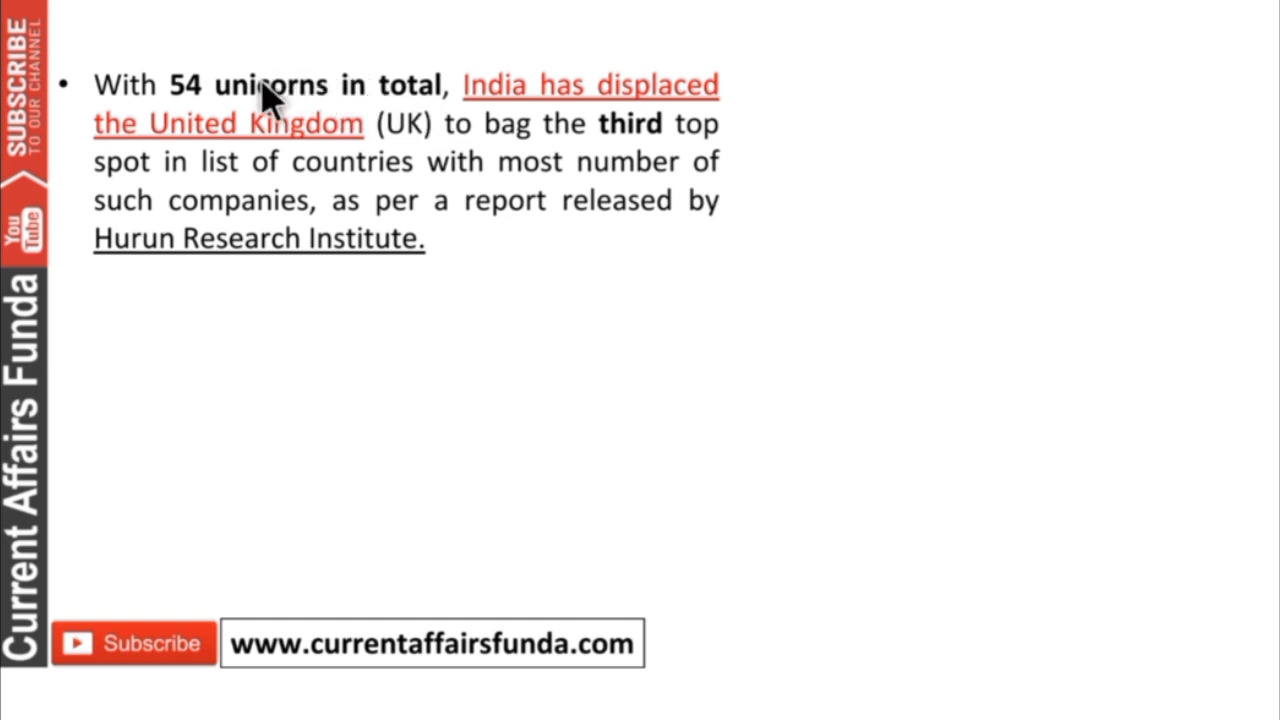 SUBSCRIBE
TO OUR CHANNEL
You
Tube
Current Affairs Funda
• With 54 unicorns in total, India has displaced
the United Kingdom (UK) to bag the third top
spot in list of countries with most number of
such companies, as per a report released by
Hurun Research Institute.
Subscribe
www.currentaffairsfunda.com